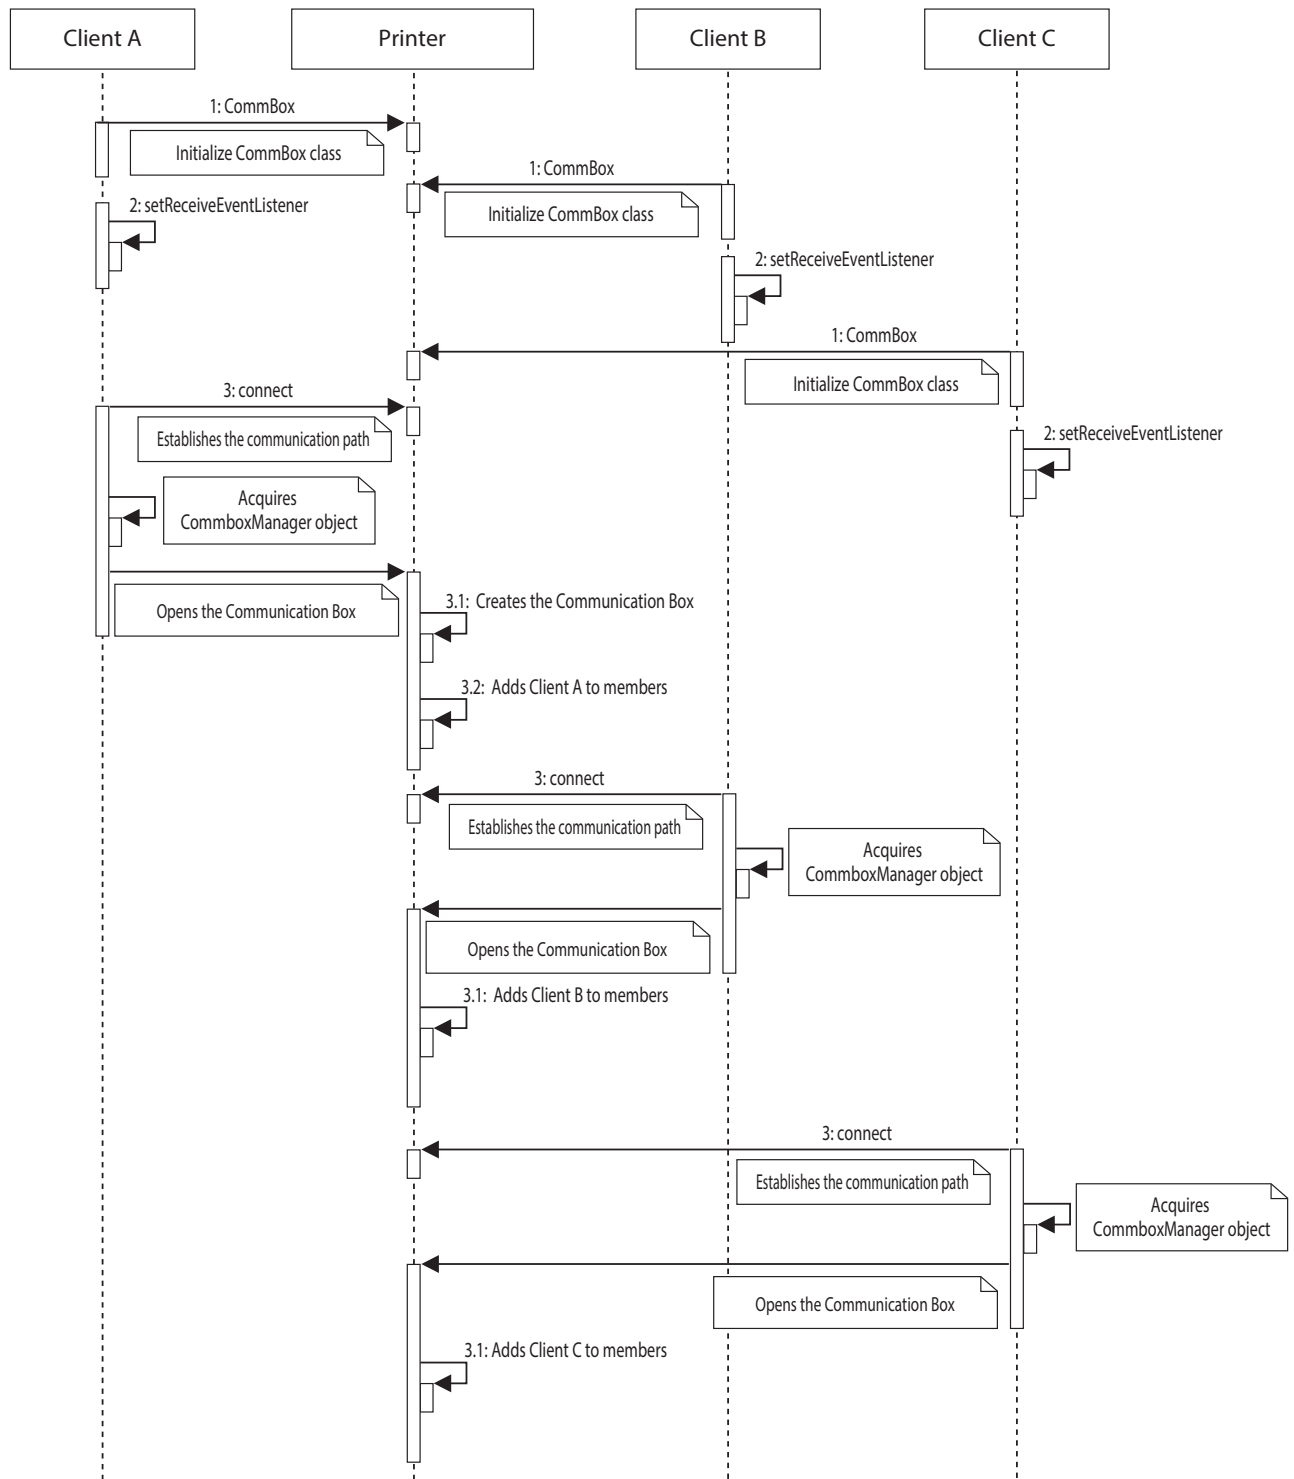 Client A
Printer
Client B
Client C
1: CommBox
Initialize CommBox class
1: CommBox
Initialize CommBox class
2: setReceiveEventListener
2: setReceiveEventListener
1: CommBox
Initialize CommBox class
3: connect
Establishes the communication path
2: setReceiveEventListener
Acquires
CommboxManager object
Opens the Communication Box
3.1: Creates the Communication Box
3.2: Adds Client A to members
3: connect
Establishes the communication path
Acquires
CommboxManager object
Opens the Communication Box
3.1: Adds Client B to members
3: connect
Establishes the communication path
Acquires
CommboxManager object
Opens the Communication Box
3.1: Adds Client C to members